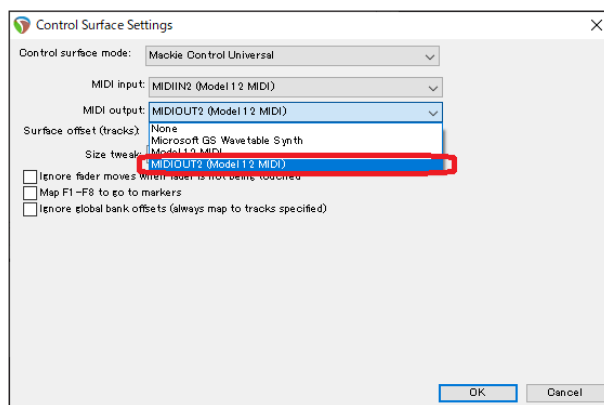 Control Surface Settings
Control surface mode: Mackie Control Universal
MIDI input: MIDIIN2 (Model 12 MIDI)
MIDI output: MIDIOUT2 (Model 12 MIDI)
Surface offset (tracks)
None
Microsoft GS Wavetable Synth
Model 12 MIDI
Size tweak:
MIDIOUT2 (Model 12 MIDI)
Ignore fader moves when fader is not being touched
Map F1-F8 to go to markers
Ignore global bank offsets (always map to tracks specified)
OK
Cancel